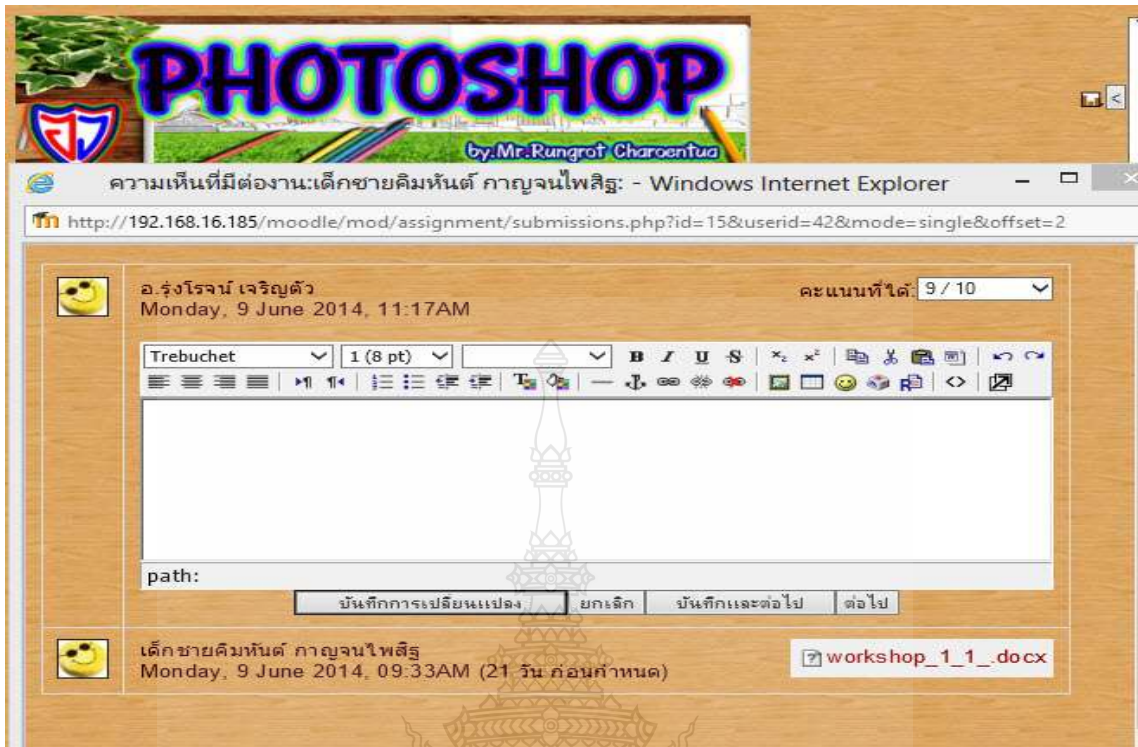 PHOTOSHOP
by.Mr.Rungrot Charoentua
ความเห็นที่มีต่องาน:เด็กชายคิมหันต์ กาญจนไพสิฐ: - Windows Internet Explorer
http://192.168.16.185/moodle/mod/assignment/submissions.php?id=15&userid=42&mode=single&offset=2
อ.รุ่งโรจน์ เจริญตัว
คะแนนที่ได้: 9 / 10
Monday, 9 June 2014, 11:17AM
Trebuchet 1 (8 pt) B I U S
path:
บันทึกการเปลี่ยนแปลง ยกเลิก บันทึกและต่อไป ต่อไป
เด็กชายคิมหันต์ กาญจนไพสิฐ
workshop_1_1_.docx
Monday, 9 June 2014, 09:33AM (21 วัน ก่อนกำหนด)